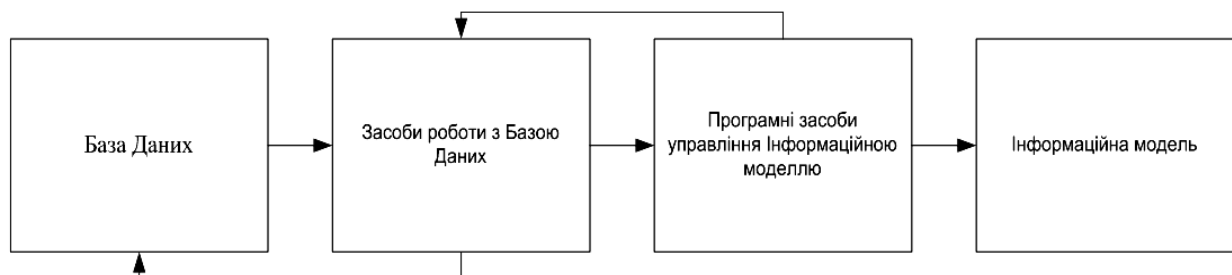 База Даних
Засоби роботи з Базою
Даних
Програмні засоби
управління Інформаційною
моделлю
Інформаційна модель